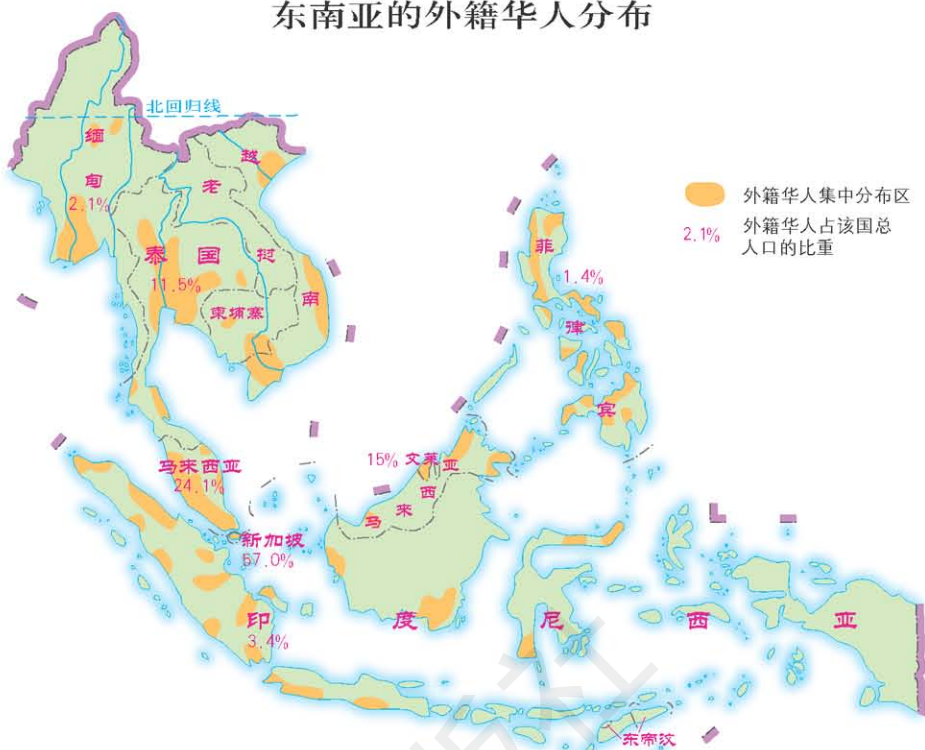 东南亚的外籍华人分布
北回归线
缅甸
2.1%
越南
老挝
泰国
11.5%
柬埔寨
外籍华人集中分布区
2.1%
外籍华人占该国总
人口的比重
菲律宾
1.4%
马来西亚
24.1%
15%
文莱
马来西亚
新加坡
印度尼西亚
3.4%
东帝汶
社